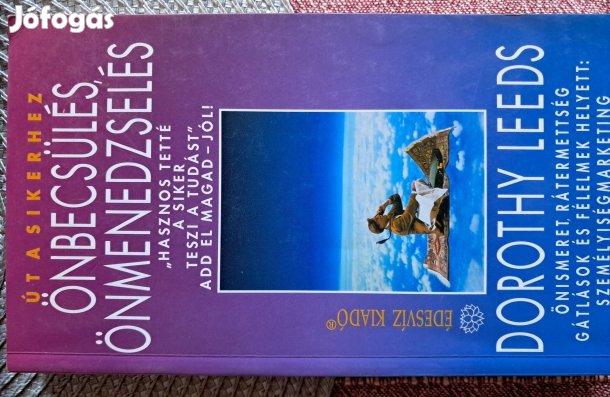 Jófogás
ÚT A SIKERHEZ
ÖNBECSÜLÉS,
ÖNMENEDZSELÉS
„HASZNOS TETTÉ
A SIKER
TESZI A TUDÁST”
ADD EL MAGAD – JÓL!
ÉDESVÍZ KIADÓ®
DOROTHY LEEDS
ÖNISMERET, RÁTERMETTSÉG
GÁTLÁSOK ÉS FÉLELMEK HELYETT:
SZEMÉLYISÉGMARKETING